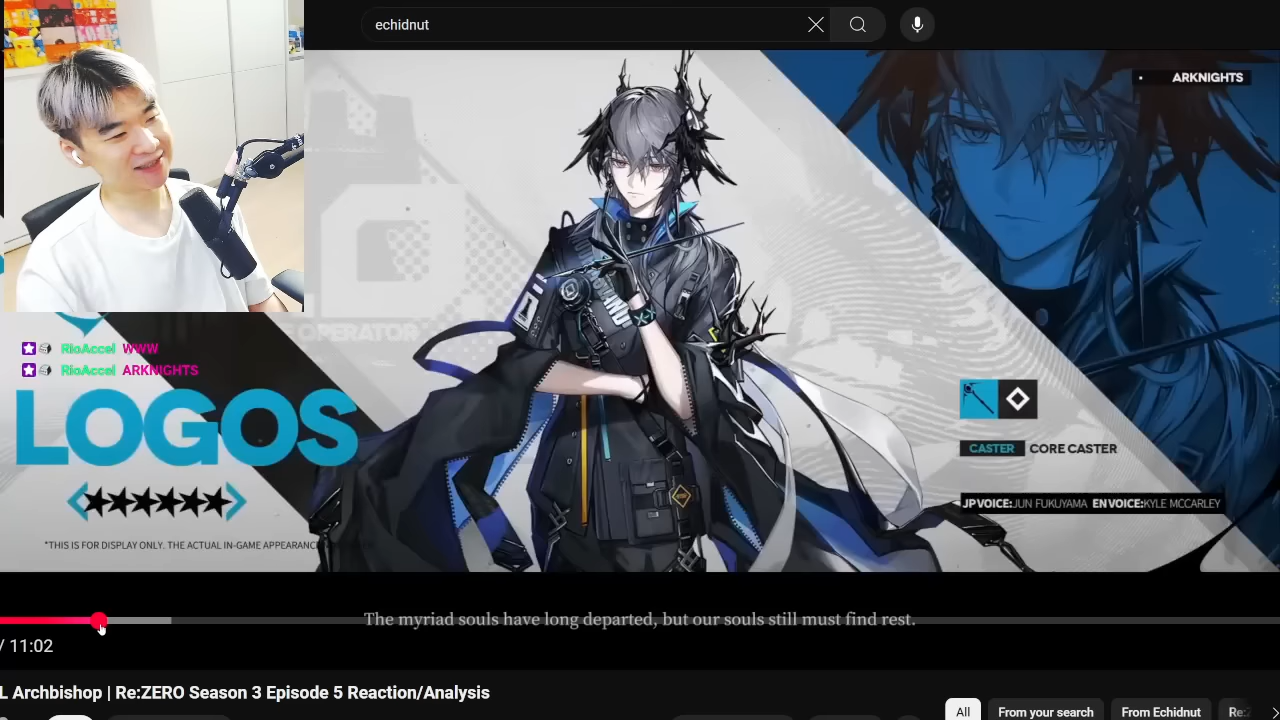 echidnut
ARKNIGHTS
OPERATOR
RioAccel WWW
RioAccel ARKNIGHTS
LOGOS
CASTER CORE CASTER
JP VOICE:JUN FUKUYAMA EN VOICE:KYLE MCCARLEY
*THIS IS FOR DISPLAY ONLY. THE ACTUAL IN-GAME APPEARANC
The myriad souls have long departed, but our souls still must find rest.
/ 11:02
L Archbishop | Re:ZERO Season 3 Episode 5 Reaction/Analysis
All From your search From Echidnut Re: